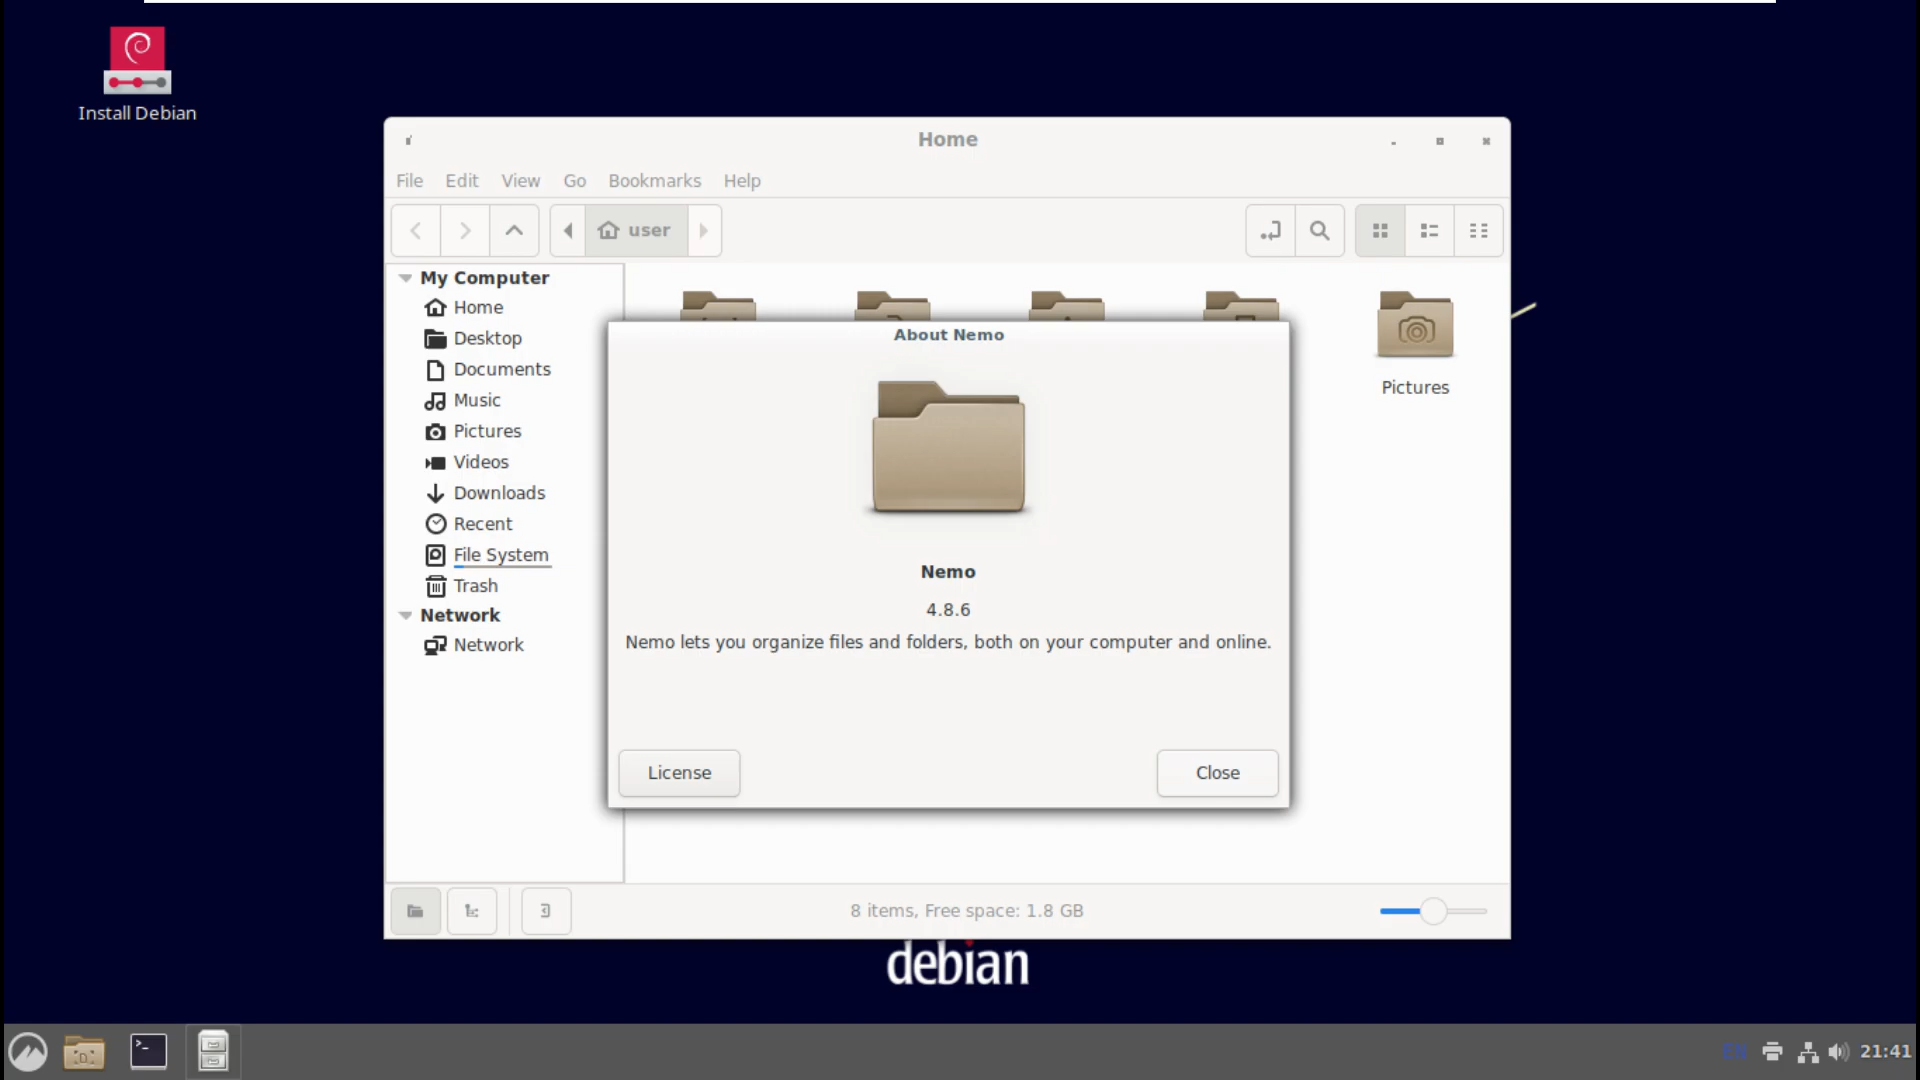 Install Debian
Home
File Edit View Go Bookmarks Help
user
My Computer
Home
Desktop
Documents
Music
Pictures
Videos
Downloads
Recent
File System
Trash
Network
Network
Pictures
About Nemo
Nemo
4.8.6
Nemo lets you organize files and folders, both on your computer and online.
License
Close
8 items, Free space: 1.8 GB
debian
EN
21:41